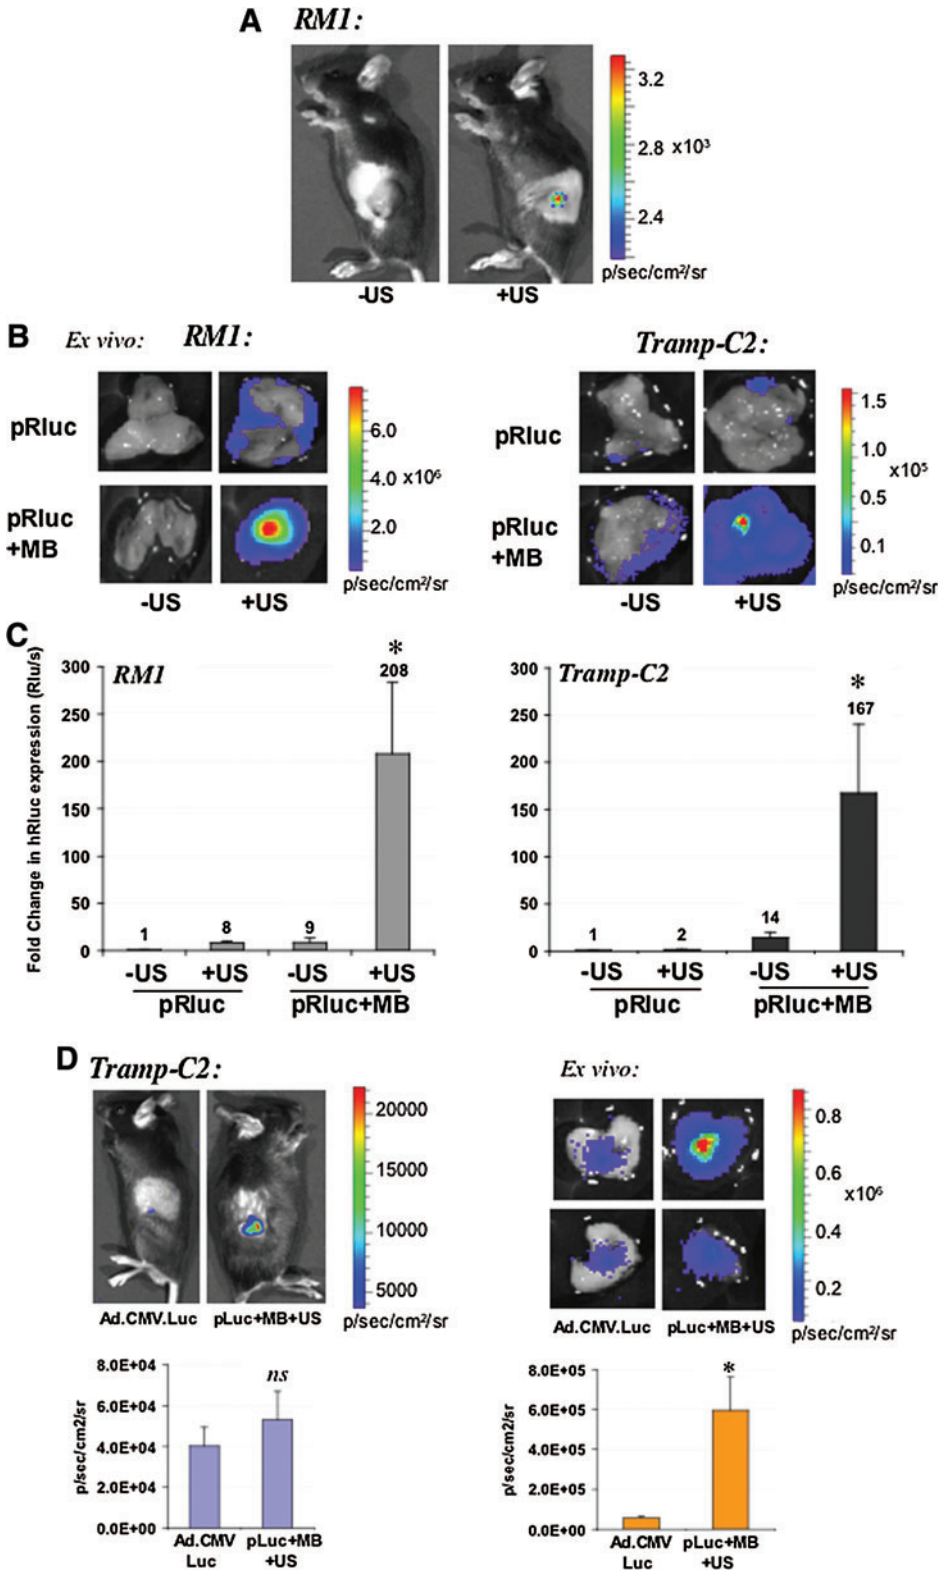 A RM1:
3.2
2.8 x10³
2.4
p/sec/cm²/sr
-US +US
B Ex vivo: RM1: Tramp-C2:
pRluc
6.0
4.0 x10⁶
2.0
pRluc
+MB
p/sec/cm²/sr
-US +US
pRluc
1.5
1.0
x10⁵
0.5
0.1
pRluc
+MB
p/sec/cm²/sr
-US +US
C
Fold Change in hRluc expression (Rlu/s)
RM1
300
250
200
150
100
50
0
1
8
9
208
*
-US +US -US +US
pRluc pRluc+MB
Tramp-C2
300
250
200
150
100
50
0
1
2
14
167
*
-US +US -US +US
pRluc pRluc+MB
D Tramp-C2:
20000
15000
10000
5000
p/sec/cm²/sr
Ad.CMV.Luc pLuc+MB+US
Ex vivo:
0.8
0.6
x10⁶
0.4
0.2
p/sec/cm²/sr
Ad.CMV.Luc pLuc+MB+US
p/sec/cm2/sr
8.0E+04
6.0E+04
4.0E+04
2.0E+04
0.0E+00
ns
Ad.CMV pLuc+MB
Luc +US
p/sec/cm2/sr
8.0E+05
6.0E+05
4.0E+05
2.0E+05
0.0E+00
*
Ad.CMV pLuc+MB
Luc +US